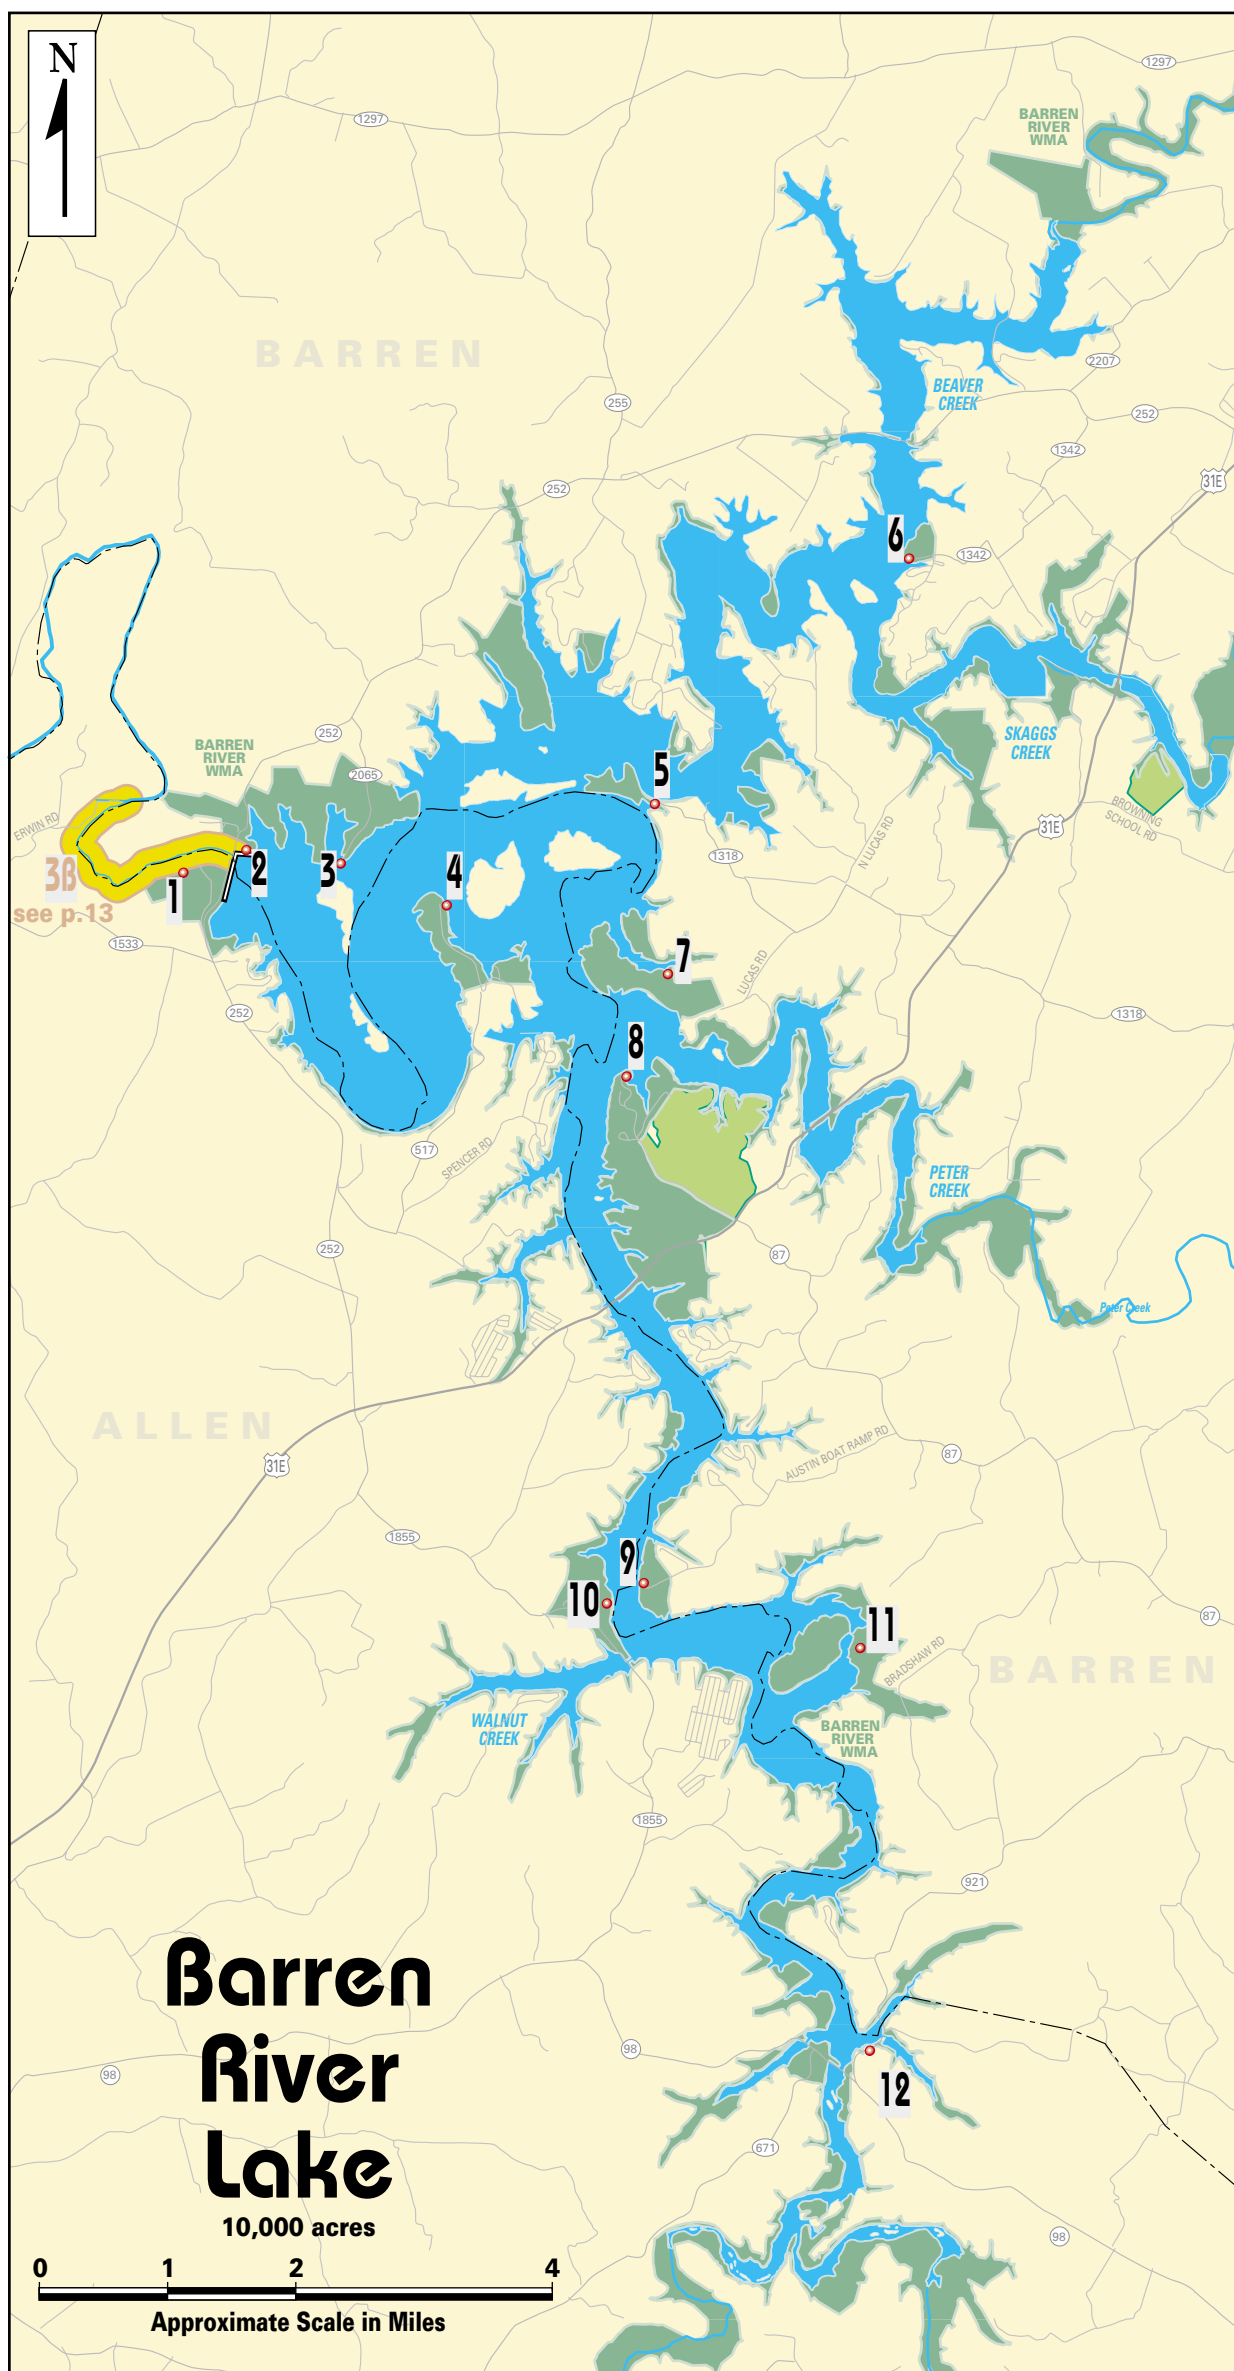 N
1297
1297
BARREN
RIVER
WMA
BARREN
2207
BEAVER
CREEK
255
252
1342
31E
252
6
1342
SKAGGS
CREEK
252
BARREN
RIVER
WMA
2065
5
BROWNING
SCHOOL RD
31E
ERWIN RD
N LUCAS RD
1318
3B
see p.13
1
2
3
4
1533
7
LUCAS RD
252
1318
8
517
SPENCER RD
PETER
CREEK
252
87
Peter Creek
ALLEN
31E
AUSTIN BOAT RAMP RD
87
1855
9
10
11
87
BRADSHAW RD
BARREN
WALNUT
CREEK
BARREN
RIVER
WMA
1855
921
Barren
River
Lake
10,000 acres
98
98
12
671
98
0 1 2 4
Approximate Scale in Miles